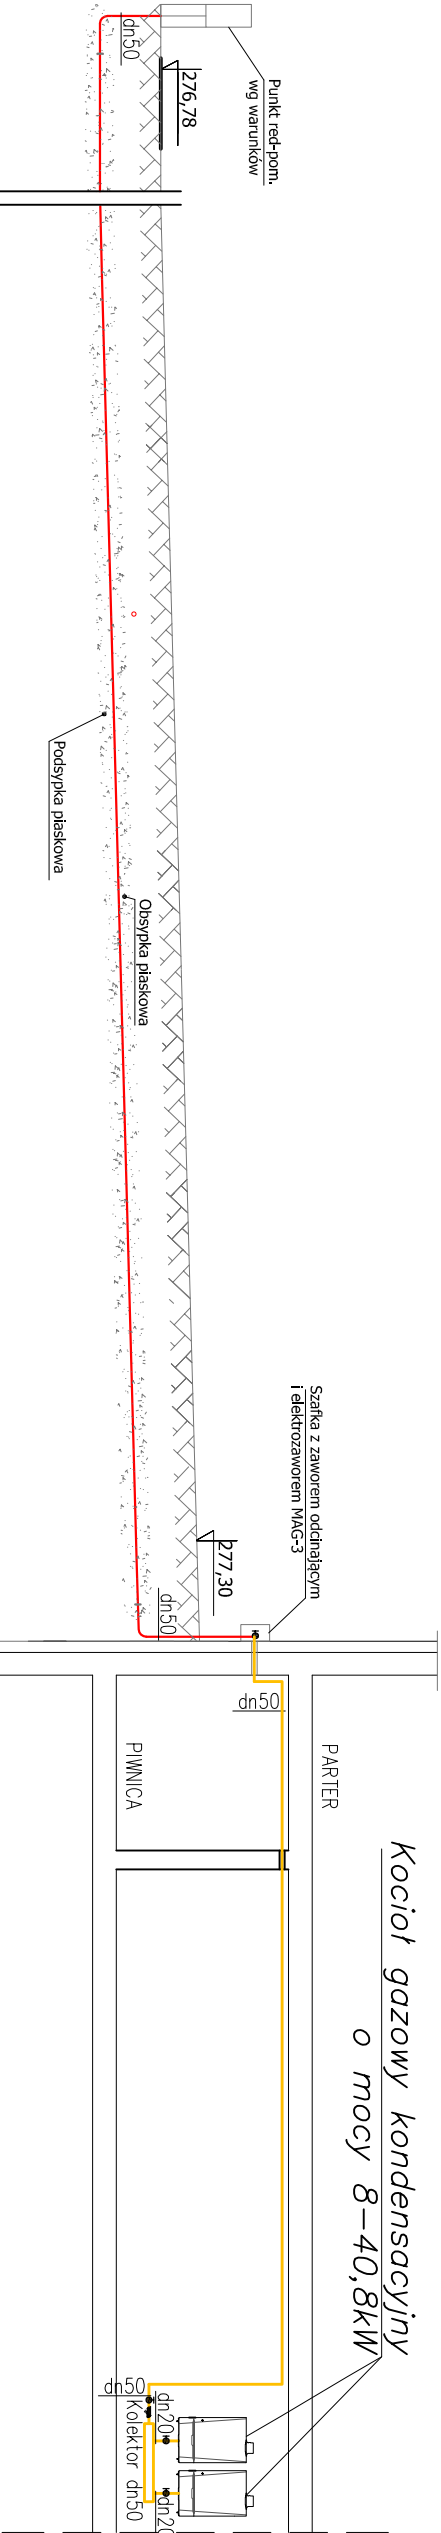 Punkt red-pom.
wg warunków
276,78
dn50
Podsypka piaskowa
Obsypka piaskowa
Szafka z zaworem odcinającym
i elektrozaworem MAG-3
277,30
dn50
dn50
PARTER
PIWNICA
Kocioł gazowy kondensacyjny
o mocy 8-40,8kW
dn50
dn20
Kolektor dn50
dn20